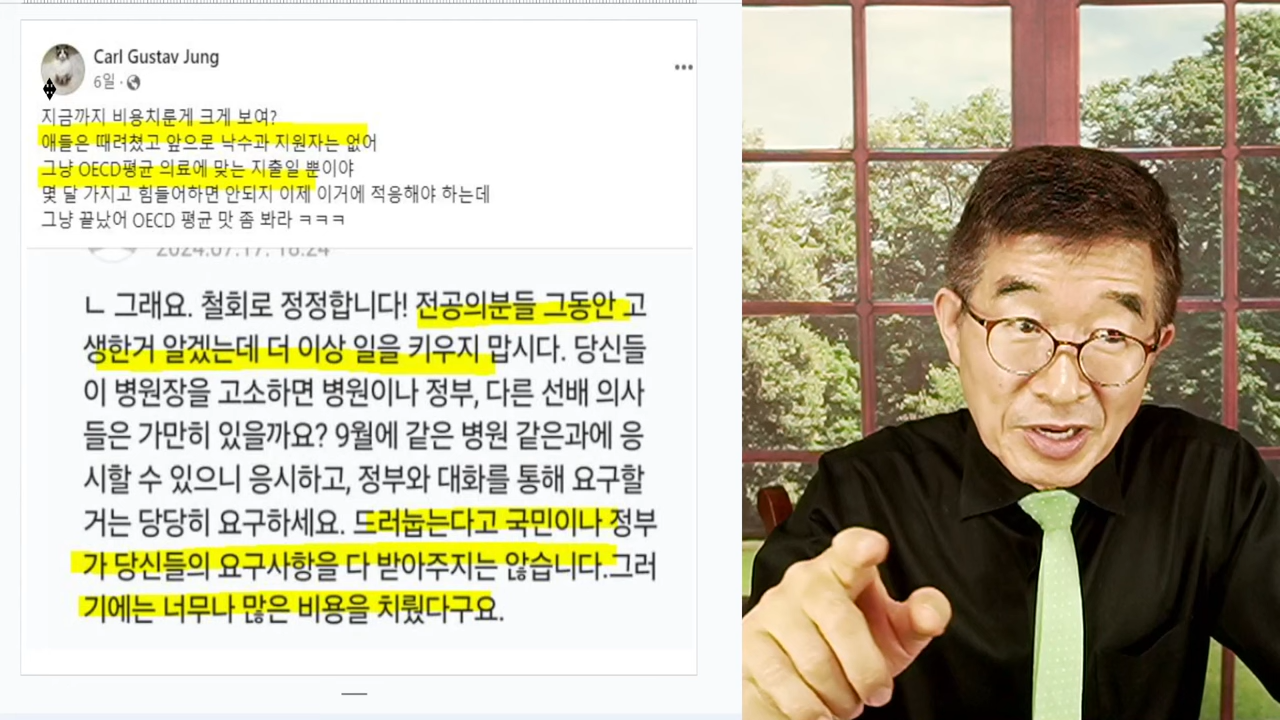 Carl Gustav Jung
6일 ·
지금까지 비용치룬게 크게 보여?
애들은 때려쳤고 앞으로 낙수과 지원자는 없어
그냥 OECD평균 의료에 맞는 지출일 뿐이야
몇 달 가지고 힘들어하면 안되지 이제 이거에 적응해야 하는데
그냥 끝났어 OECD 평균 맛 좀 봐라 ㅋㅋㅋ
2024.07.17. 18:24
ㄴ 그래요. 철회로 정정합니다! 전공의분들 그동안 고
생한거 알겠는데 더 이상 일을 키우지 맙시다. 당신들
이 병원장을 고소하면 병원이나 정부, 다른 선배 의사
들은 가만히 있을까요? 9월에 같은 병원 같은과에 응
시할 수 있으니 응시하고, 정부와 대화를 통해 요구할
거는 당당히 요구하세요. 드러눕는다고 국민이나 정부
가 당신들의 요구사항을 다 받아주지는 않습니다.그러
기에는 너무나 많은 비용을 치뤘다구요.